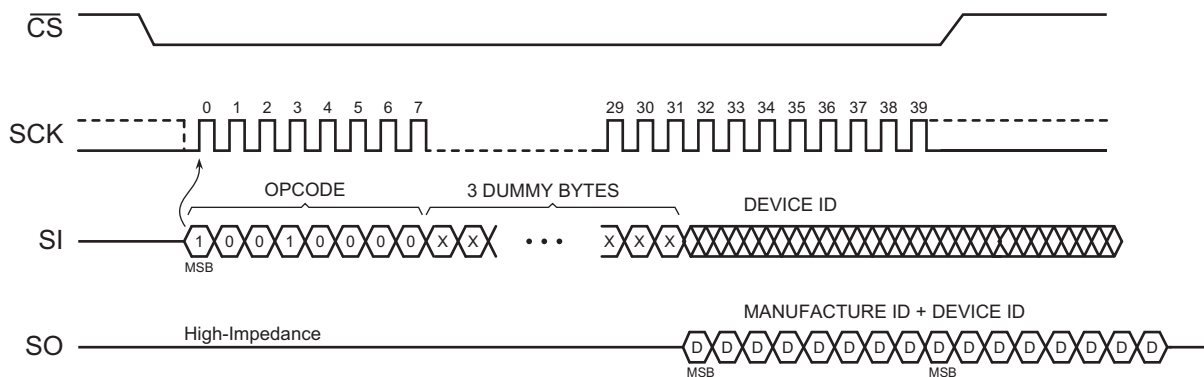 CS
0 1 2 3 4 5 6 7 29 30 31 32 33 34 35 36 37 38 39
SCK
OPCODE 3 DUMMY BYTES DEVICE ID
SI 1 0 0 1 0 0 0 0 X X • • • X X X
MSB
MANUFACTURE ID + DEVICE ID
High-Impedance
SO D D D D D D D D D D D D D D D D
MSB MSB